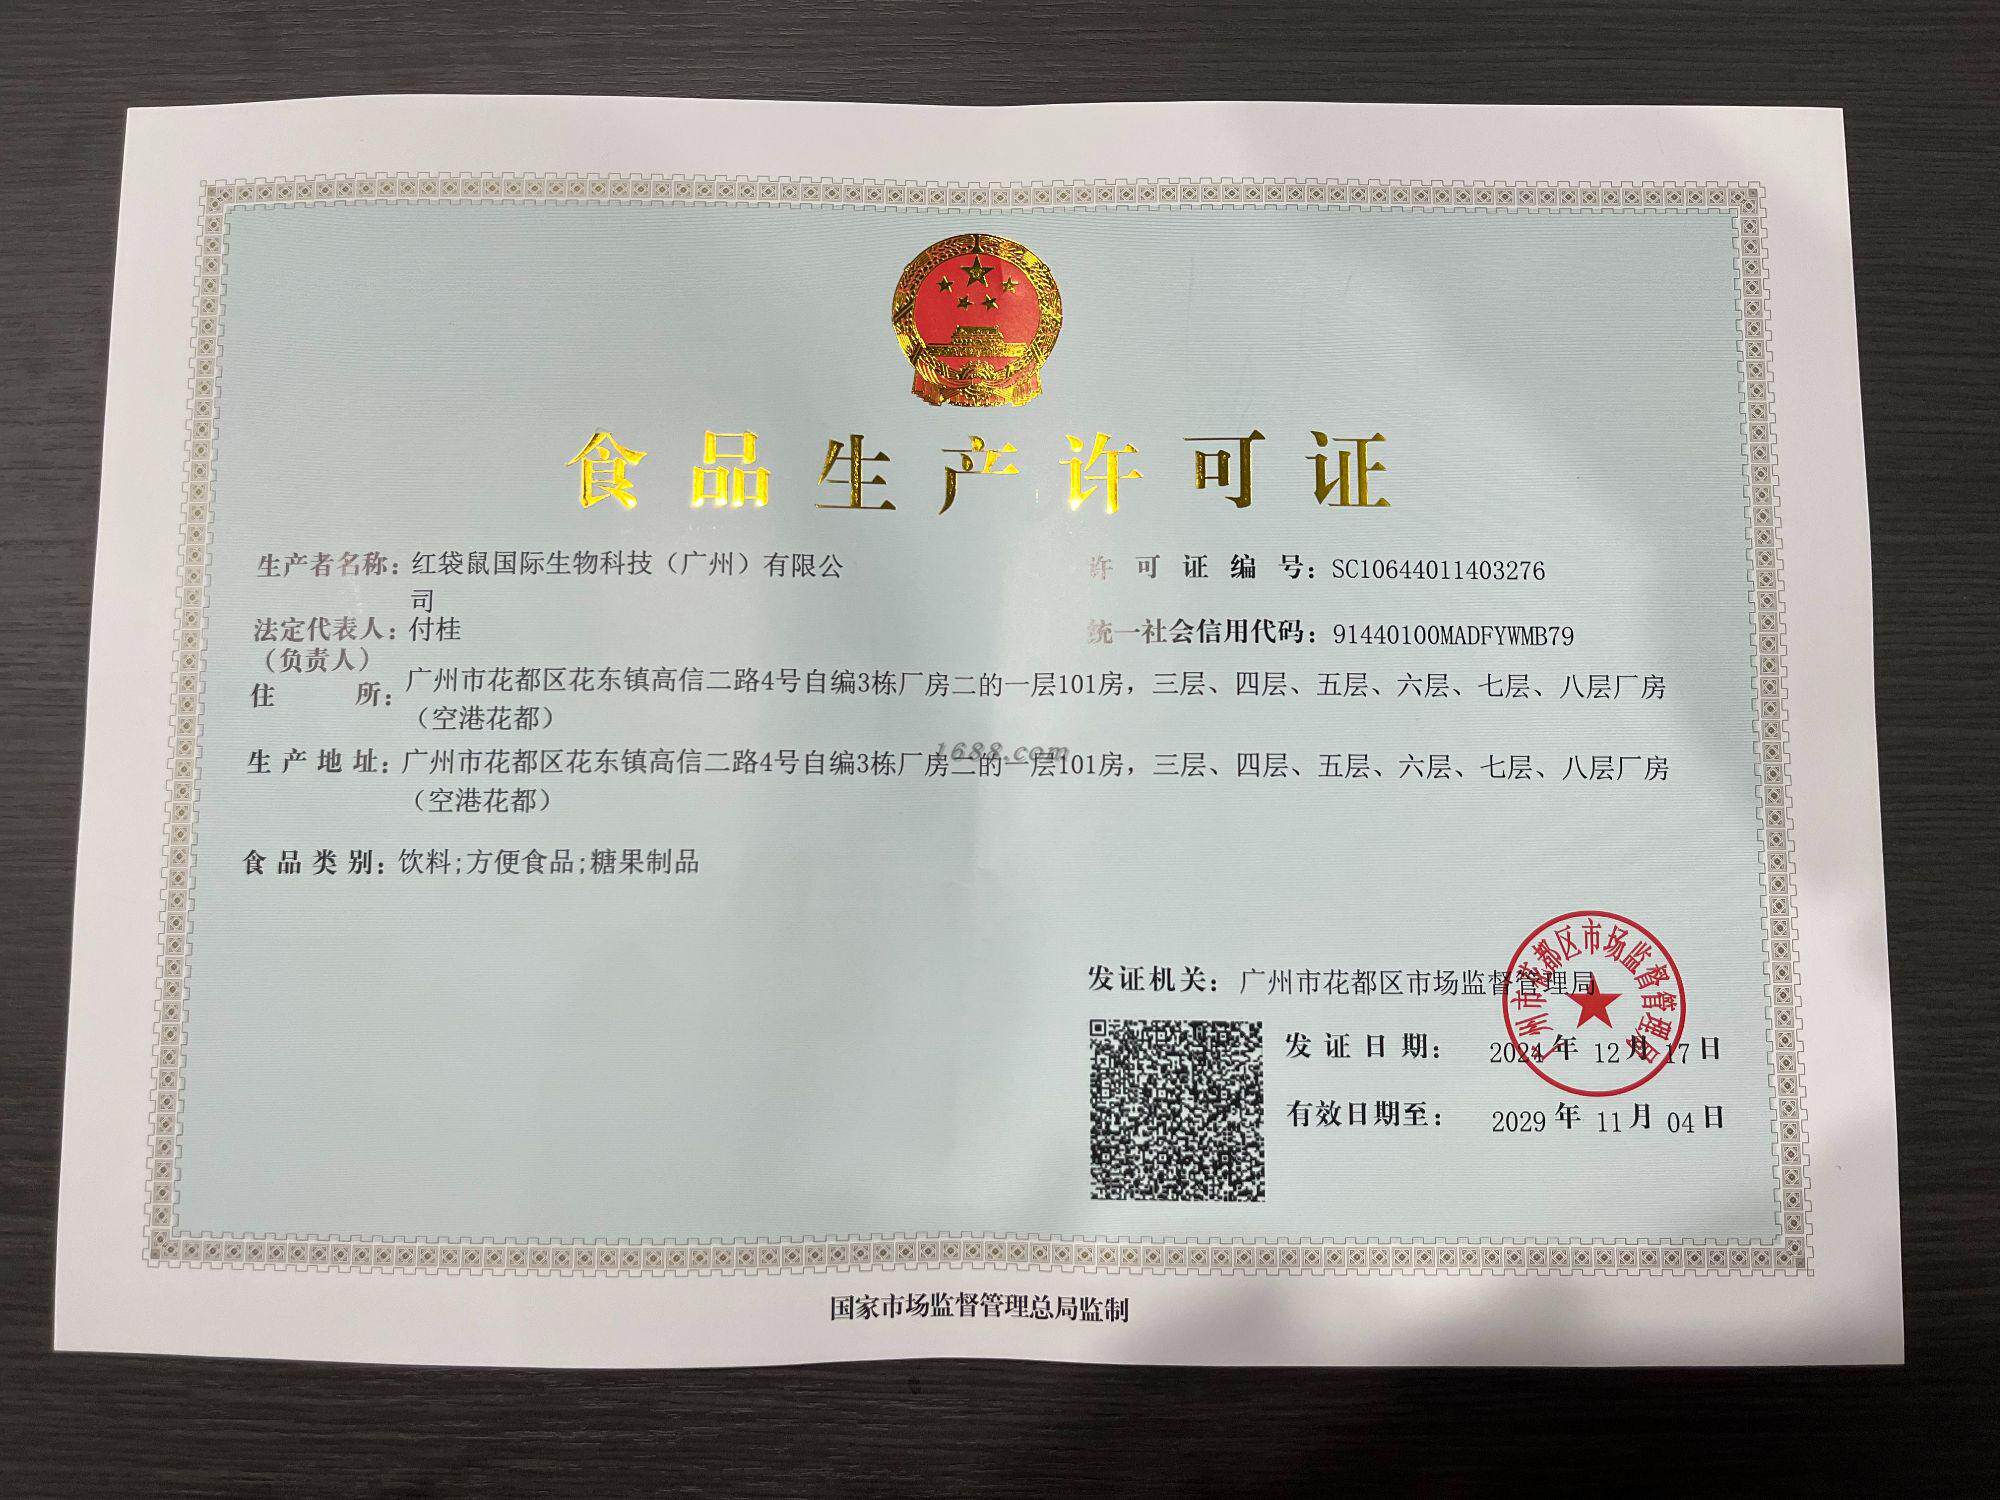 食品生产许可证
生产者名称：红袋鼠国际生物科技（广州）有限公
司
许可证编号：SC10644011403276
法定代表人：付桂
（负责人）
统一社会信用代码：91440100MADFYWMB79
住所：广州市花都区花东镇高信二路4号自编3栋厂房二的一层101房，三层、四层、五层、六层、七层、八层厂房
（空港花都）
生产地址：广州市花都区花东镇高信二路4号自编3栋厂房二的一层101房，三层、四层、五层、六层、七层、八层厂房
（空港花都）
1688.com
食品类别：饮料;方便食品;糖果制品
发证机关：广州市花都区市场监督管理局
广州市花都区市场监督管理局
发证日期：2024年12月17日
有效日期至：2029年11月04日
国家市场监督管理总局监制